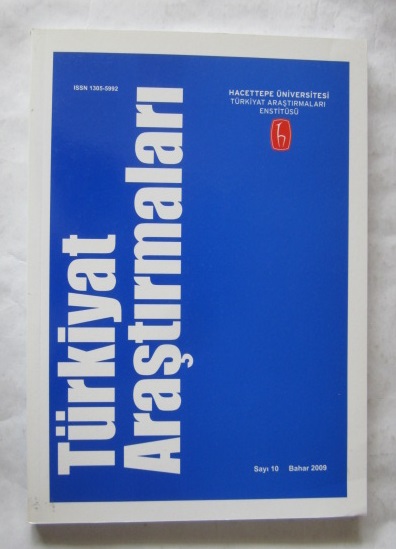 ISSN 1305-5992
HACETTEPE ÜNİVERSİTESİ
TÜRKİYAT ARAŞTIRMALARI
ENSTİTÜSÜ
Türkiyat
Araştırmaları
Sayı 10 Bahar 2009